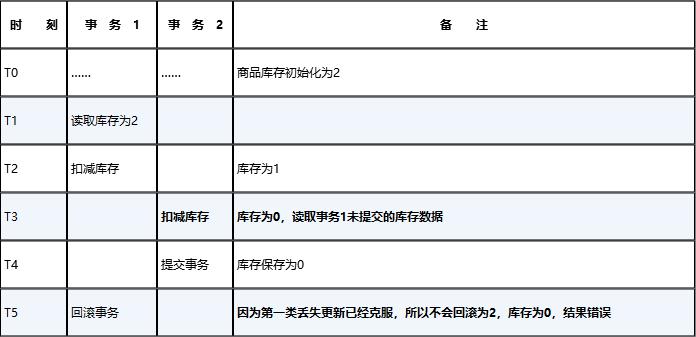 时 刻 事 务 1 事 务 2 备 注
T0 …… …… 商品库存初始化为2
T1 读取库存为2
T2 扣减库存 库存为1
T3 扣减库存 库存为0，读取事务1未提交的库存数据
T4 提交事务 库存保存为0
T5 回滚事务 因为第一类丢失更新已经克服，所以不会回滚为2，库存为0，结果错误